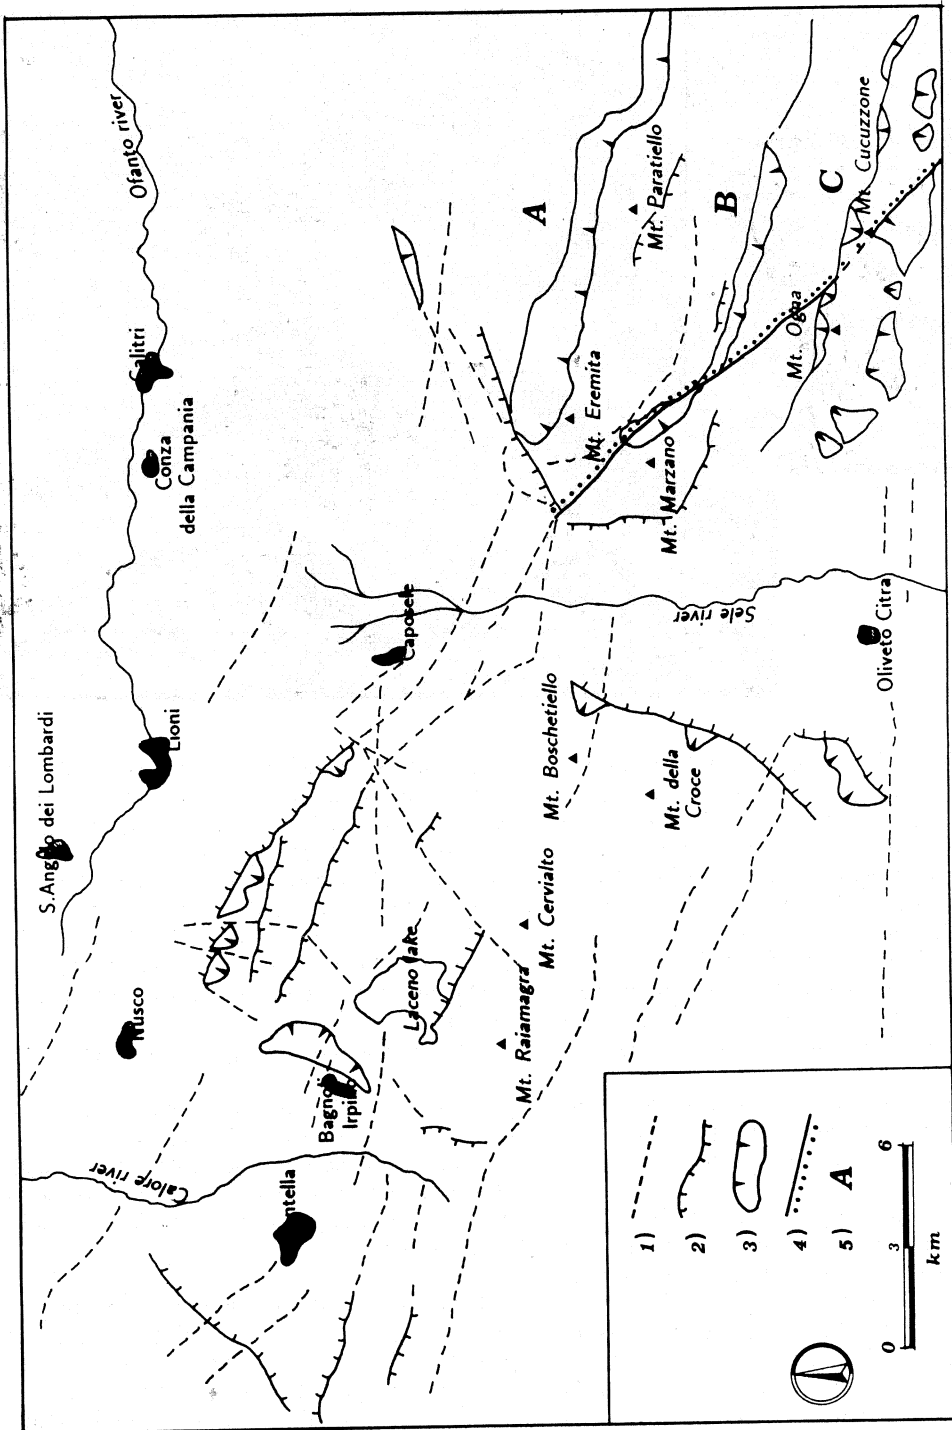 S.Angelo dei Lombardi
Lioni
Nusco
Conza
della Campania
Calitri
Ofanto river
Calore river
Bagnoli
Irpino
Laceno lake
Caposele
Sele river
Mt. Raiamagra
Mt. Cervialto
Mt. Boschetiello
Mt. della
Croce
Oliveto Citra
Mt. Marzano
Mt. Eremita
Mt. Paratiello
Mt. Ogna
Mt. Cucuzzone
A
B
C
1)
2)
3)
4)
5) A
0 3 6
km